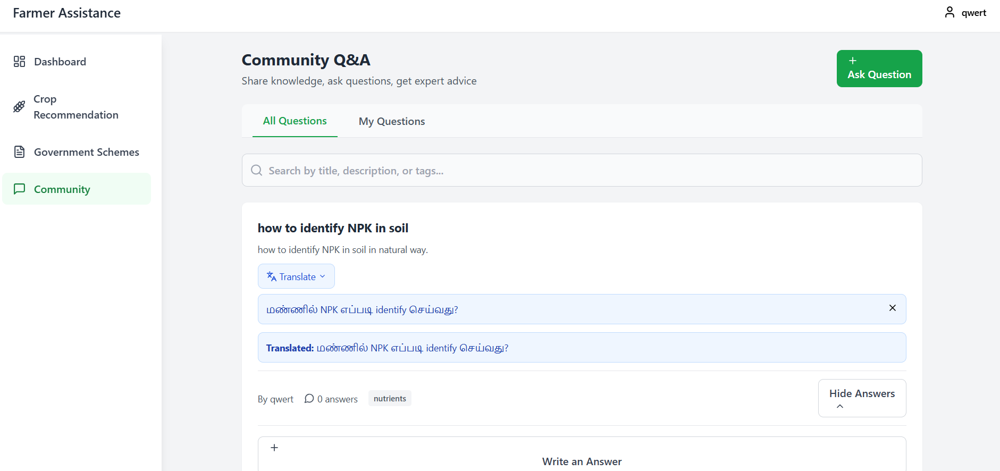 Farmer Assistance
qwert
Dashboard
Crop
Recommendation
Government Schemes
Community
Community Q&A
Share knowledge, ask questions, get expert advice
Ask Question
All Questions
My Questions
Search by title, description, or tags...
how to identify NPK in soil
how to identify NPK in soil in natural way.
Translate
மண்ணில் NPK எப்படி identify செய்வது?
Translated: மண்ணில் NPK எப்படி identify செய்வது?
By qwert
0 answers
nutrients
Hide Answers
Write an Answer